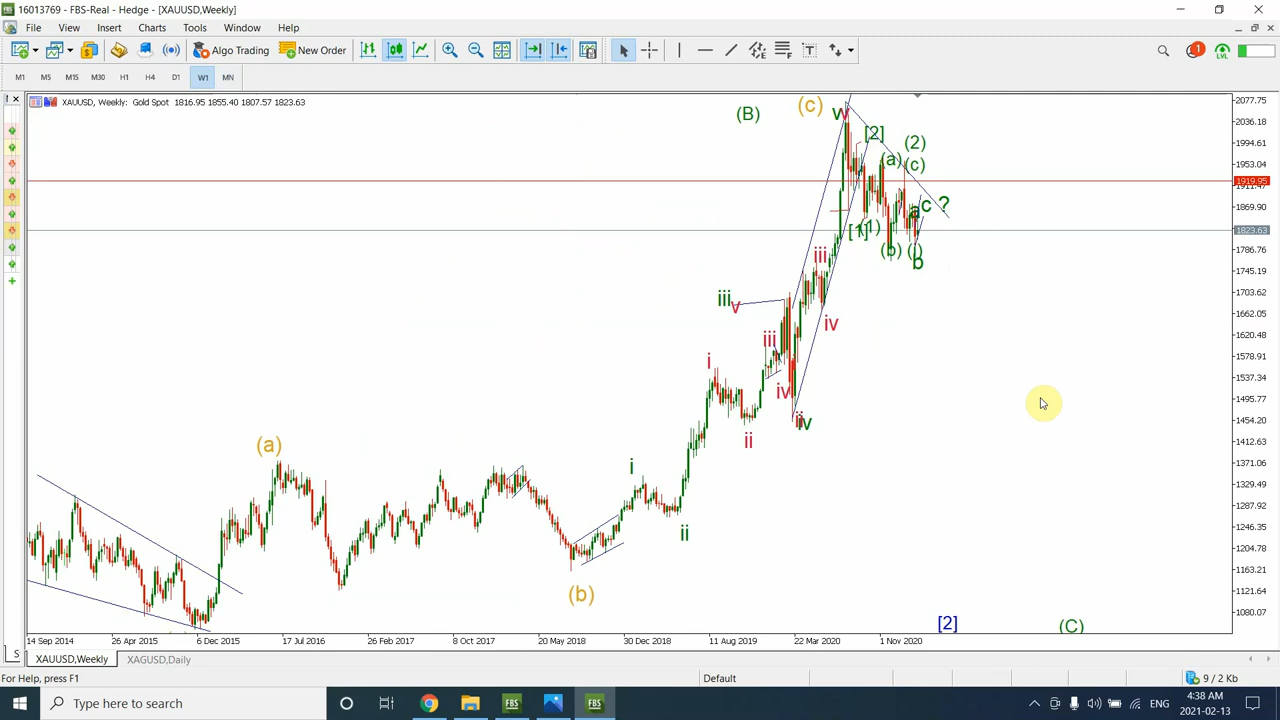 16013769 - FBS-Real - Hedge - [XAUUSD,Weekly]
File View Insert Charts Tools Window Help
Algo Trading New Order 1 LVL
M1 M5 M15 M30 H1 H4 D1 W1 MN
XAUUSD, Weekly: Gold Spot 1816.95 1855.40 1807.57 1823.63
2077.75
(B) (c) v v
2036.18
[2] (2)
1994.61
(a) (c)
1953.04
1919.95
1911.47
a c ?
1869.90
[1] (1)
1823.63
(b) (i)
1786.76
iii b
1745.19
iii v
1703.62
iv
1662.05
iii
1620.48
i
1578.91
iv
1537.34
1495.77
ii iv
1454.20
(a) ii
1412.63
i
1371.06
1329.49
1287.92
ii
1246.35
1204.78
(b)
1163.21
1121.64
1080.07
[2] (C)
14 Sep 2014 26 Apr 2015 6 Dec 2015 17 Jul 2016 26 Feb 2017 8 Oct 2017 20 May 2018 30 Dec 2018 11 Aug 2019 22 Mar 2020 1 Nov 2020
XAUUSD,Weekly XAGUSD,Daily
For Help, press F1 Default 9 / 2 Kb
Type here to search ENG 4:38 AM
2021-02-13